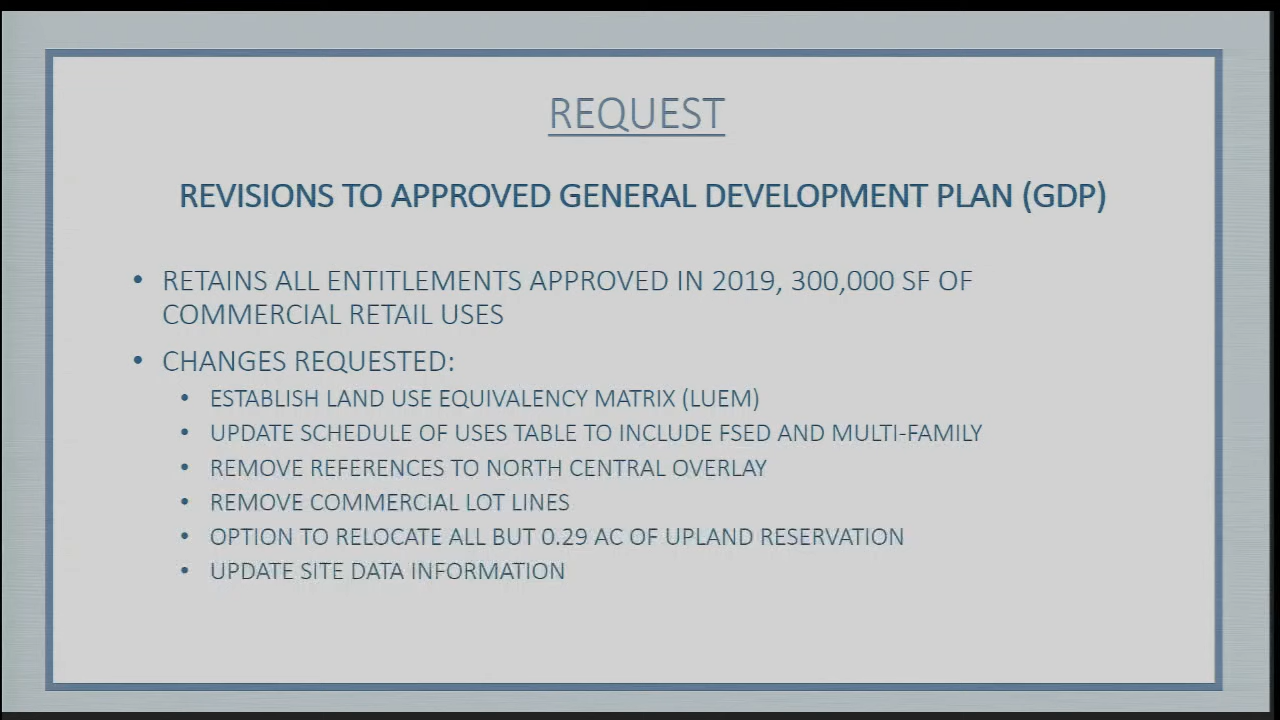 REQUEST
REVISIONS TO APPROVED GENERAL DEVELOPMENT PLAN (GDP)
• RETAINS ALL ENTITLEMENTS APPROVED IN 2019, 300,000 SF OF
COMMERCIAL RETAIL USES
• CHANGES REQUESTED:
• ESTABLISH LAND USE EQUIVALENCY MATRIX (LUEM)
• UPDATE SCHEDULE OF USES TABLE TO INCLUDE FSED AND MULTI-FAMILY
• REMOVE REFERENCES TO NORTH CENTRAL OVERLAY
• REMOVE COMMERCIAL LOT LINES
• OPTION TO RELOCATE ALL BUT 0.29 AC OF UPLAND RESERVATION
• UPDATE SITE DATA INFORMATION